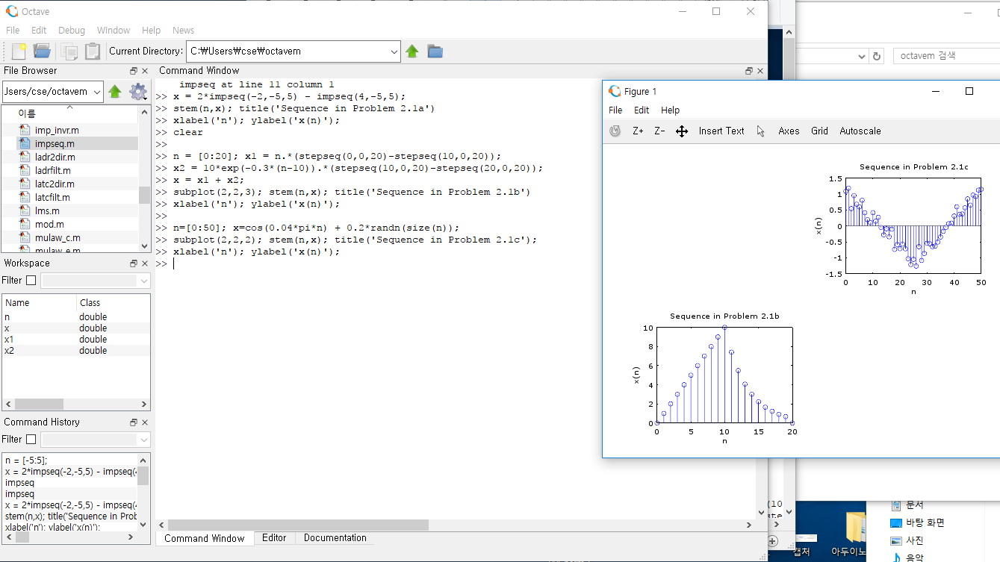 Octave
File Edit Debug Window Help News
Current Directory: C:₩Users₩cse₩octavem
File Browser
Jsers/cse/octavem
이름
imp_invr.m
impseq.m
ladr2dir.m
ladrfilt.m
latc2dir.m
latcfilt.m
lms.m
mod.m
mulaw_c.m
mulaw_e.m
Workspace
Filter
Name Class
n double
x double
x1 double
x2 double
Command History
Filter
n = [-5:5];
x = 2*impseq(-2,-5,5) - impseq(4
impseq
impseq
x = 2*impseq(-2,-5,5) - impseq(4
stem(n,x); title('Sequence in Prob
xlabel('n'); ylabel('x(n)');
Command Window
impseq at line 11 column 1
>> x = 2*impseq(-2,-5,5) - impseq(4,-5,5);
>> stem(n,x); title('Sequence in Problem 2.1a')
>> xlabel('n'); ylabel('x(n)');
>> clear
>>
>> n = [0:20]; x1 = n.*(stepseq(0,0,20)-stepseq(10,0,20));
>> x2 = 10*exp(-0.3*(n-10)).*(stepseq(10,0,20)-stepseq(20,0,20));
>> x = x1 + x2;
>> subplot(2,2,3); stem(n,x); title('Sequence in Problem 2.1b')
>> xlabel('n'); ylabel('x(n)');
>>
>> n=[0:50]; x=cos(0.04*pi*n) + 0.2*randn(size(n));
>> subplot(2,2,2); stem(n,x); title('Sequence in Problem 2.1c');
>> xlabel('n'); ylabel('x(n)');
>>
Command Window Editor Documentation
octavem 검색
Figure 1
File Edit Help
Z+ Z- Insert Text Axes Grid Autoscale
Sequence in Problem 2.1c
1.5
1
0.5
0
-0.5
-1
-1.5
x(n)
0 10 20 30 40 50
n
Sequence in Problem 2.1b
10
8
6
4
2
0
x(n)
0 5 10 15 20
n
(10
문서
바탕 화면
사진
음악
캡처
아두이노